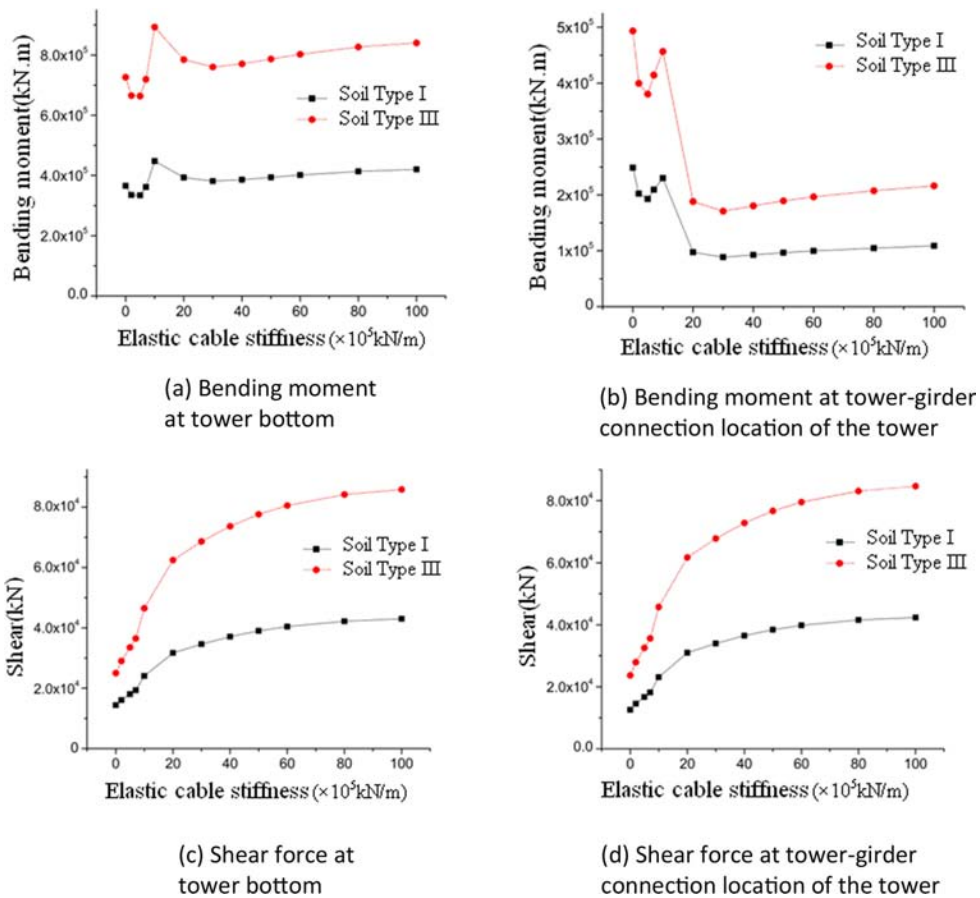 Bending moment(kN.m)
8.0x10⁵
6.0x10⁵
4.0x10⁵
2.0x10⁵
0.0
Soil Type I
Soil Type III
0 20 40 60 80 100
Elastic cable stiffness (×10⁵kN/m)
(a) Bending moment
at tower bottom
Bending moment(kN.m)
5x10⁵
4x10⁵
3x10⁵
2x10⁵
1x10⁵
0
Soil Type I
Soil Type III
0 20 40 60 80 100
Elastic cable stiffness (×10⁵kN/m)
(b) Bending moment at tower-girder
connection location of the tower
Shear(kN)
8.0x10⁴
6.0x10⁴
4.0x10⁴
2.0x10⁴
0
Soil Type I
Soil Type III
0 20 40 60 80 100
Elastic cable stiffness (×10⁵kN/m)
(c) Shear force at
tower bottom
Shear(kN)
8.0x10⁴
6.0x10⁴
4.0x10⁴
2.0x10⁴
0.0
Soil Type I
Soil Type III
0 20 40 60 80 100
Elastic cable stiffness (×10⁵kN/m)
(d) Shear force at tower-girder
connection location of the tower